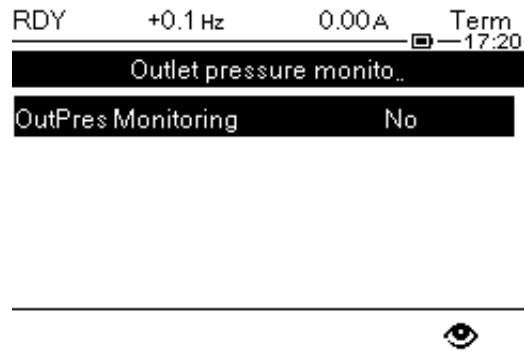 RDY +0.1 Hz 0.00A Term
17:20
Outlet pressure monito..
OutPres Monitoring No